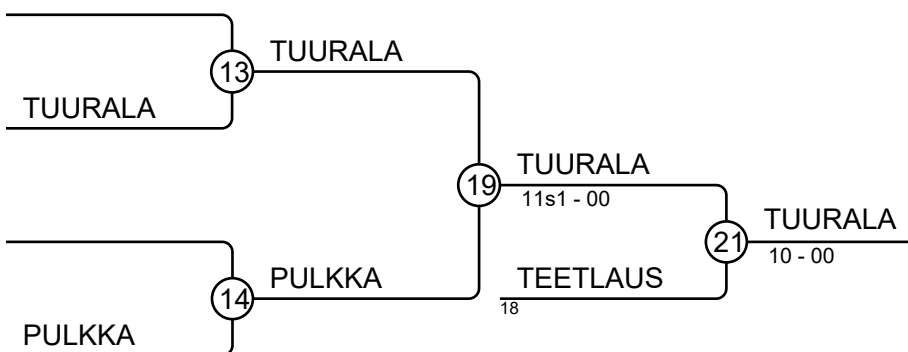 TUURALA
13
TUURALA
TUURALA
19
11s1 - 00
TUURALA
21
10 - 00
TEETLAUS
18
PULKKA
14
PULKKA